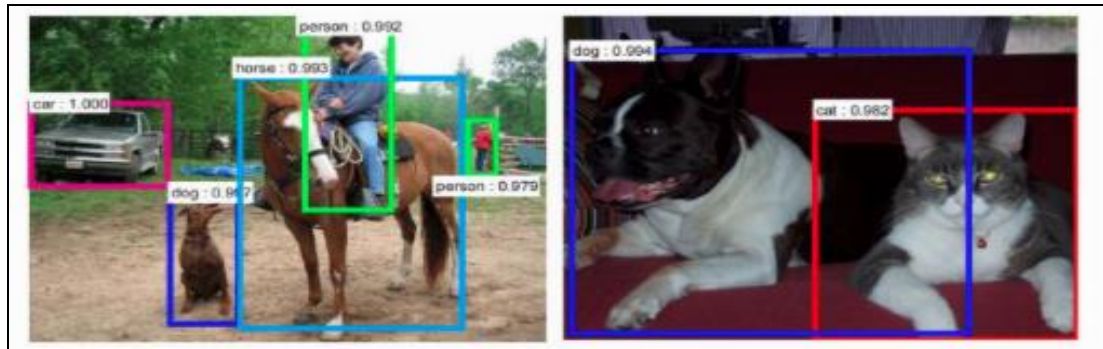 person : 0.992
horse : 0.993
car : 1.000
dog : 0.997
person : 0.979
dog : 0.994
cat : 0.982